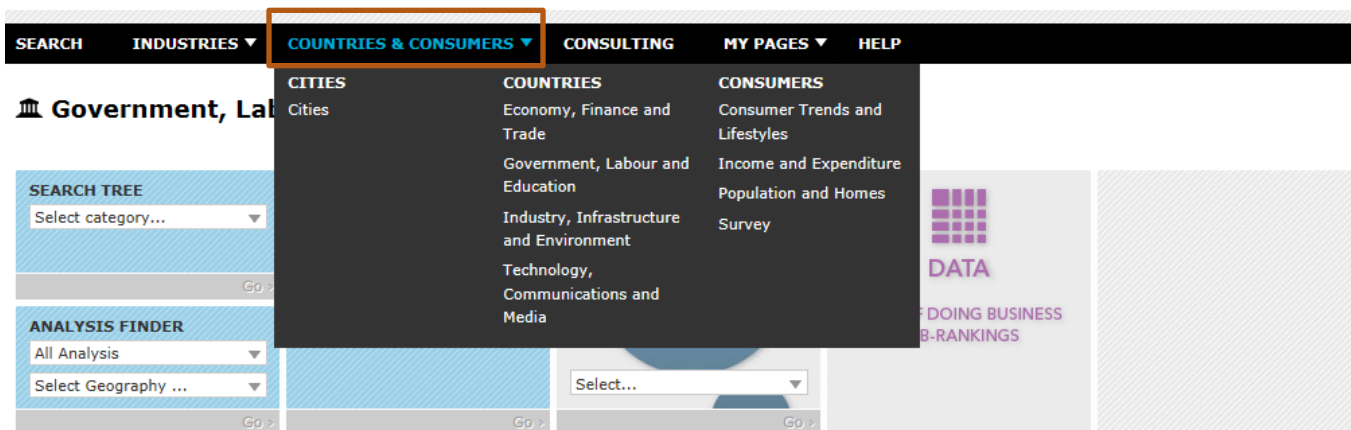 SEARCH INDUSTRIES ▼ COUNTRIES & CONSUMERS ▼ CONSULTING MY PAGES ▼ HELP
CITIES
Cities
COUNTRIES
Economy, Finance and
Trade
Government, Labour and
Education
Industry, Infrastructure
and Environment
Technology,
Communications and
Media
CONSUMERS
Consumer Trends and
Lifestyles
Income and Expenditure
Population and Homes
Survey
Government, Lab
SEARCH TREE
Select category...
Go >
ANALYSIS FINDER
All Analysis
Select Geography ...
Go >
Go >
Select...
Go >
DATA
DOING BUSINESS
B-RANKINGS